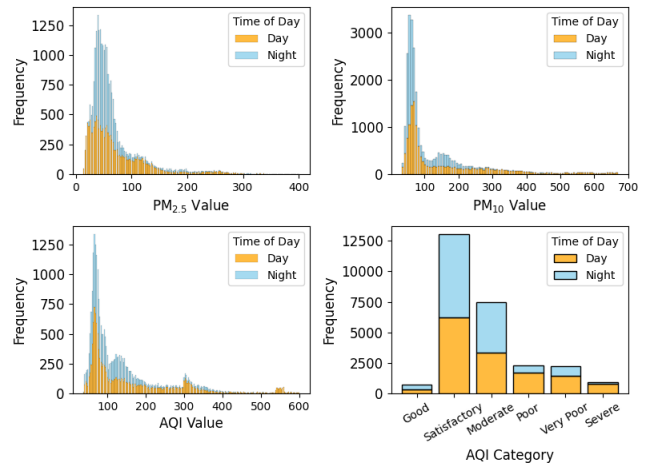 1250
1000
750
500
250
0
Frequency
0 100 200 300 400
PM2.5 Value
Time of Day
Day
Night
3000
2000
1000
0
Frequency
100 200 300 400 500 600 700
PM10 Value
Time of Day
Day
Night
1250
1000
750
500
250
0
Frequency
100 200 300 400 500 600
AQI Value
Time of Day
Day
Night
12500
10000
7500
5000
2500
0
Frequency
Good Satisfactory Moderate Poor Very Poor Severe
AQI Category
Time of Day
Day
Night